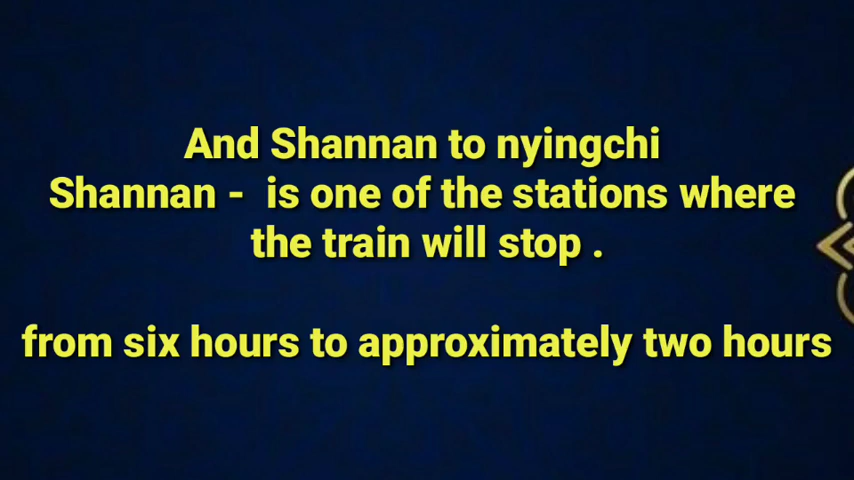 And Shannan to nyingchi
Shannan - is one of the stations where
the train will stop .
from six hours to approximately two hours